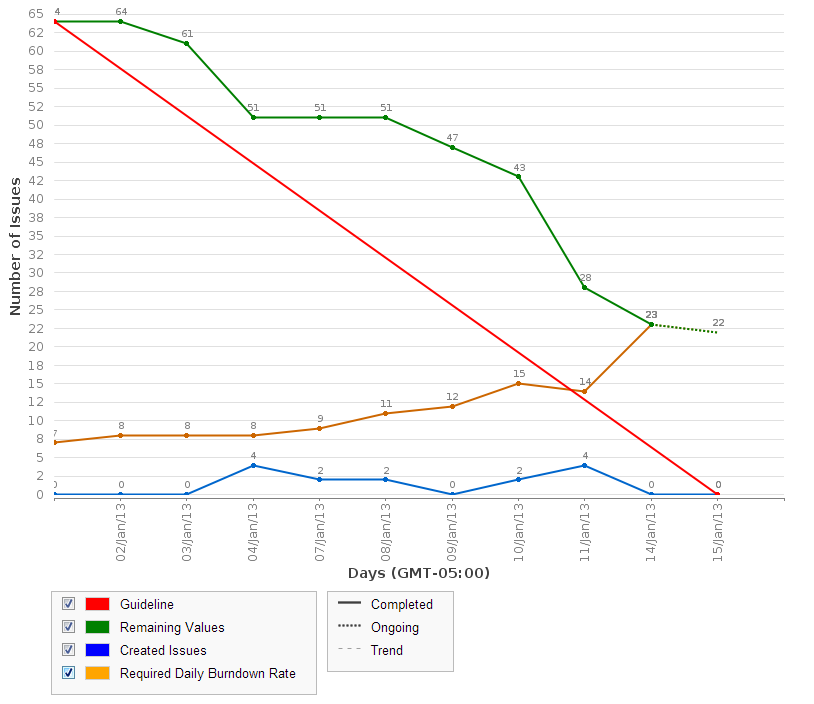 65
62
60
58
55
52
50
48
45
42
40
38
35
32
30
28
25
22
20
18
15
12
10
8
5
2
0
Number of Issues
4 64 61 51 51 51 47 43 28 23 22
7 8 8 8 9 11 12 15 14
0 0 0 4 2 2 0 2 4 0 0
02/Jan/13 03/Jan/13 04/Jan/13 07/Jan/13 08/Jan/13 09/Jan/13 10/Jan/13 11/Jan/13 14/Jan/13 15/Jan/13
Days (GMT-05:00)
Guideline
Remaining Values
Created Issues
Required Daily Burndown Rate
Completed
Ongoing
Trend